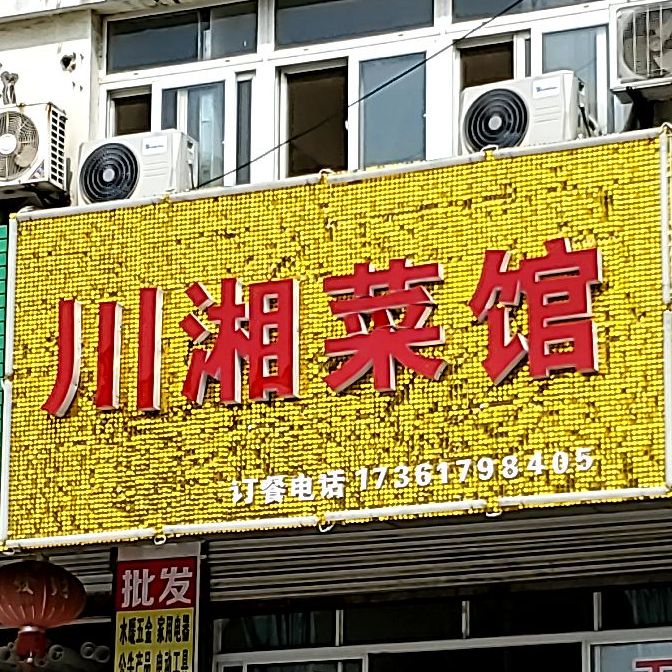 川湘菜馆
订餐电话 17361798405
批发
水暖五金 家用电器